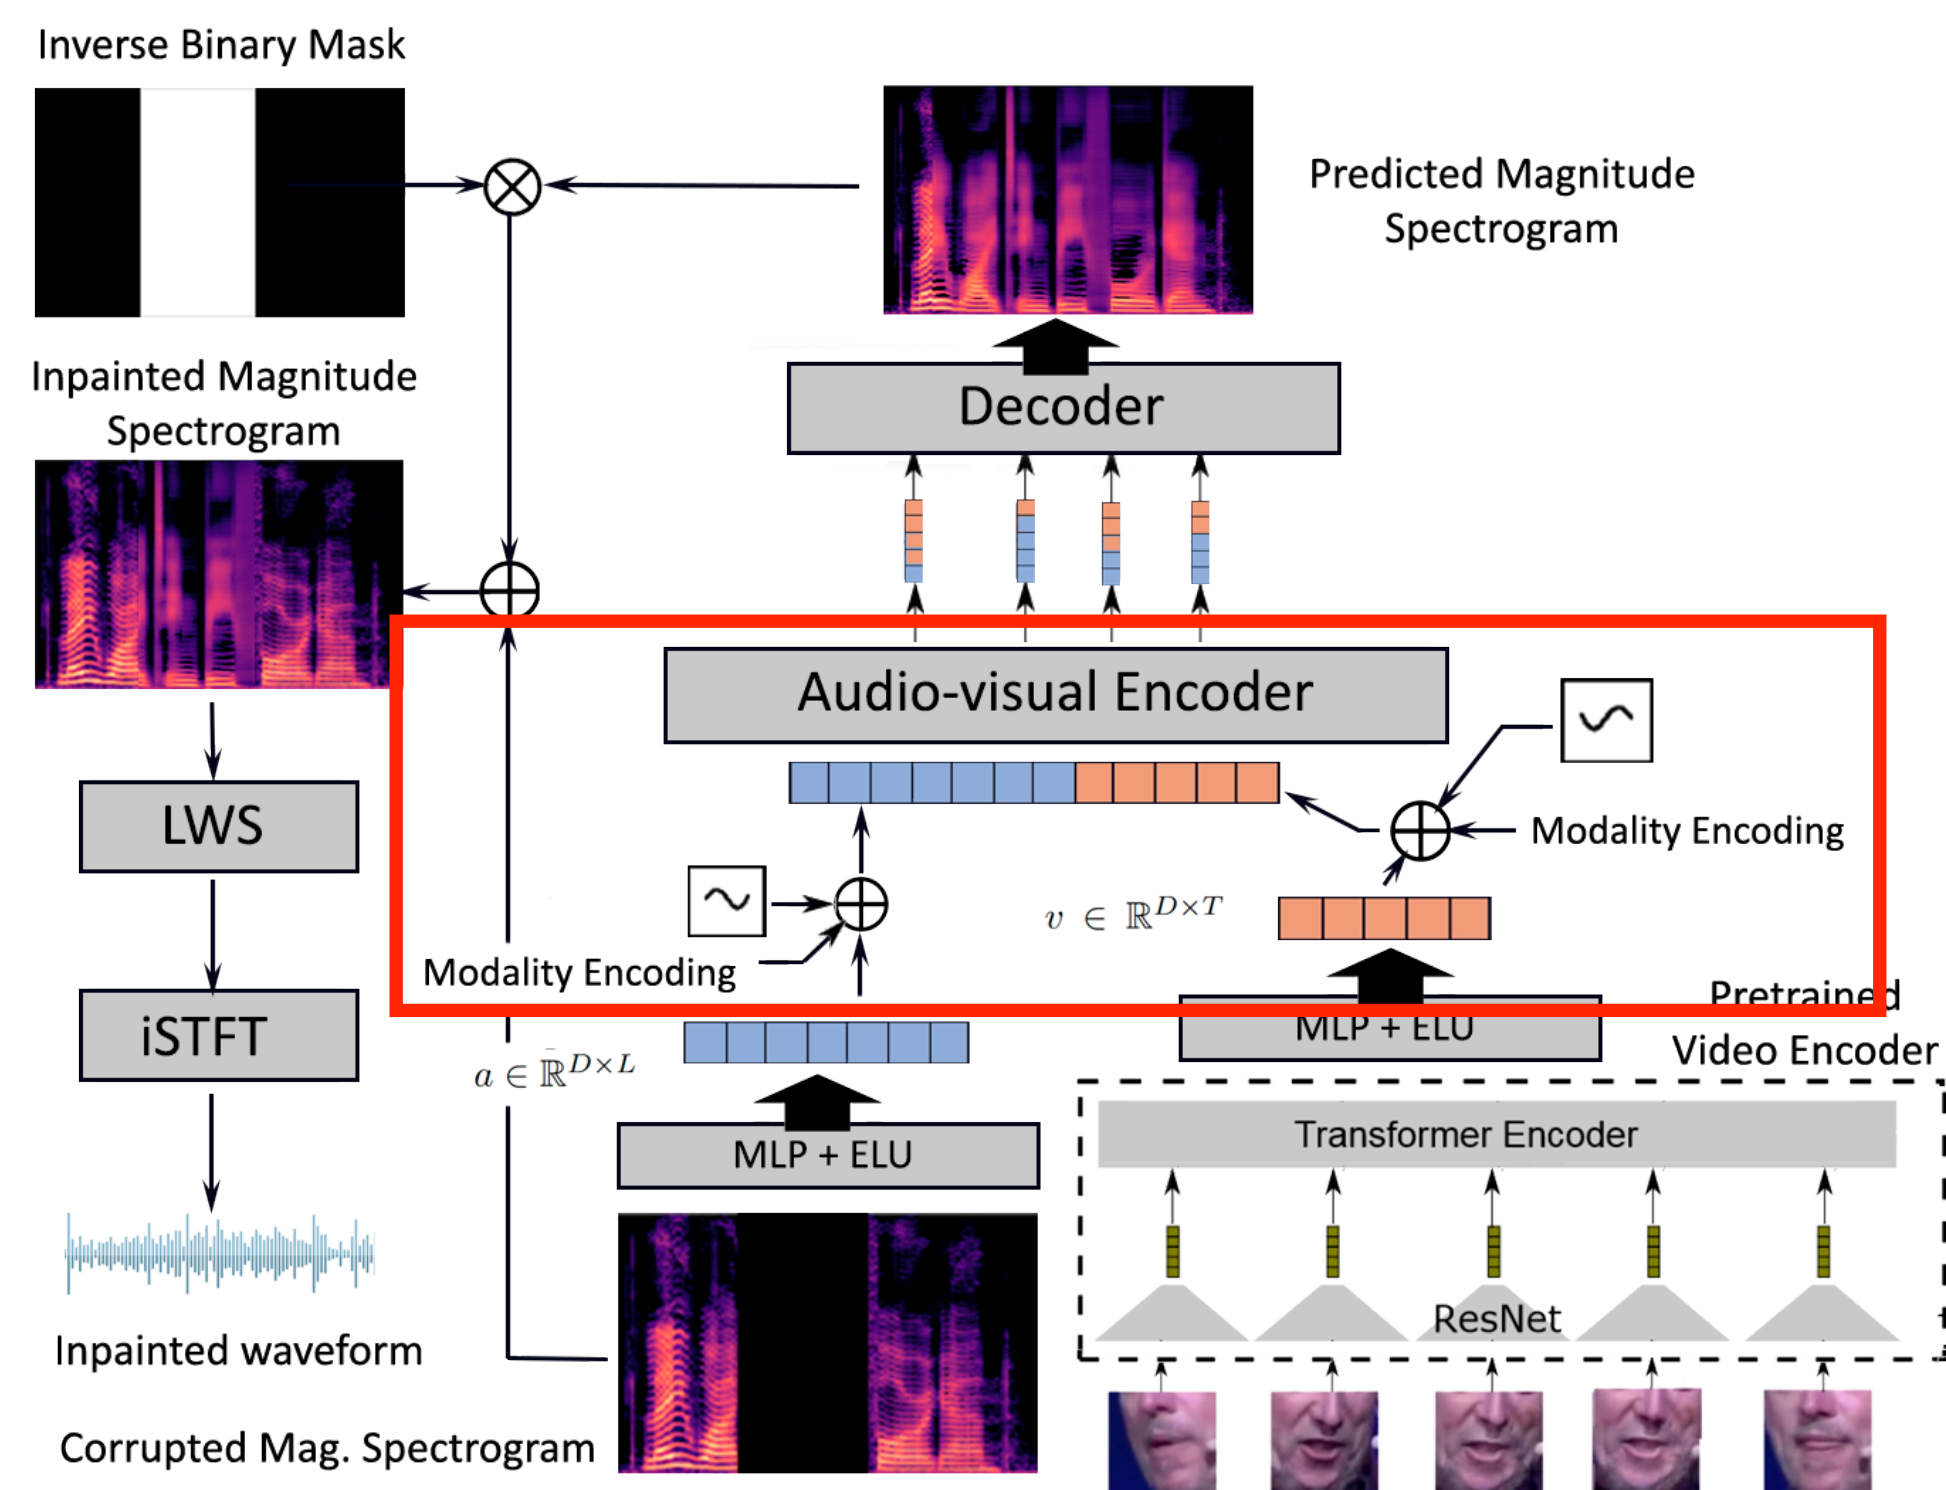 Inverse Binary Mask
Predicted Magnitude
Spectrogram
Inpainted Magnitude
Spectrogram
Decoder
Audio-visual Encoder
LWS
Modality Encoding
v ∈ ℝ^{D×T}
Modality Encoding
Pretrained
Video Encoder
iSTFT
MLP + ELU
a ∈ ℝ^{D×L}
MLP + ELU
Transformer Encoder
ResNet
Inpainted waveform
Corrupted Mag. Spectrogram